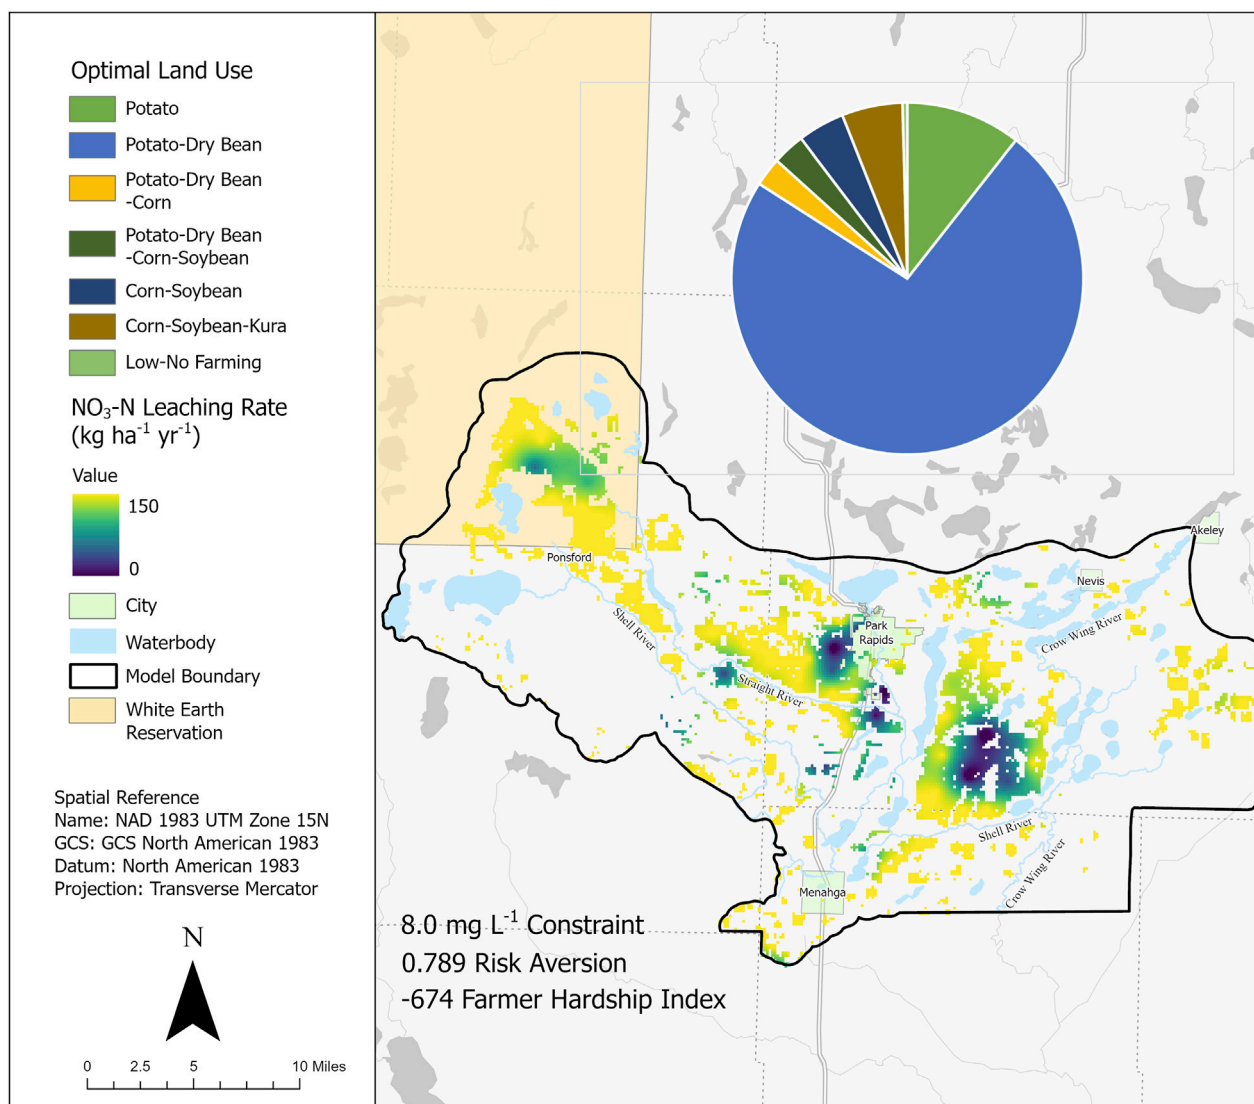 Optimal Land Use
Potato
Potato-Dry Bean
Potato-Dry Bean
-Corn
Potato-Dry Bean
-Corn-Soybean
Corn-Soybean
Corn-Soybean-Kura
Low-No Farming
NO₃-N Leaching Rate
(kg ha⁻¹ yr⁻¹)
Value
150
0
City
Waterbody
Model Boundary
White Earth
Reservation
Spatial Reference
Name: NAD 1983 UTM Zone 15N
GCS: GCS North American 1983
Datum: North American 1983
Projection: Transverse Mercator
N
0 2.5 5 10 Miles
Akeley
Ponsford
Nevis
Shell River
Park
Rapids
Crow Wing River
Straight River
Shell River
Crow Wing River
Menahga
8.0 mg L⁻¹ Constraint
0.789 Risk Aversion
-674 Farmer Hardship Index